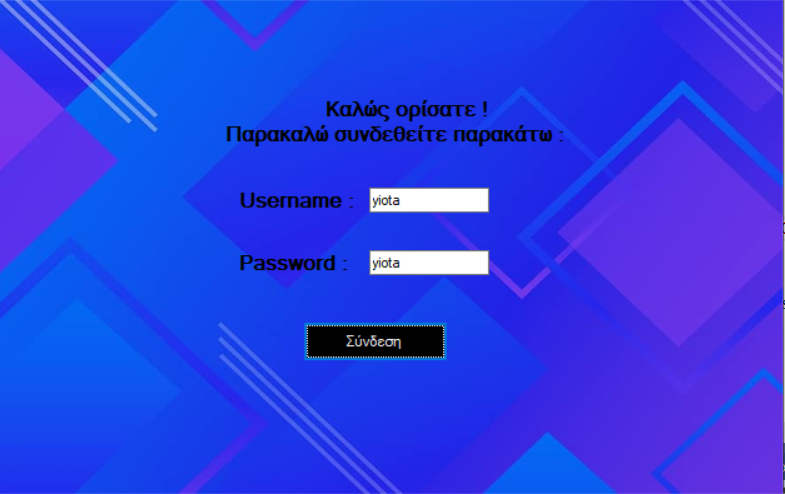 Καλώς ορίσατε !
Παρακαλώ συνδεθείτε παρακάτω :
Username : yiota
Password : yiota
Σύνδεση